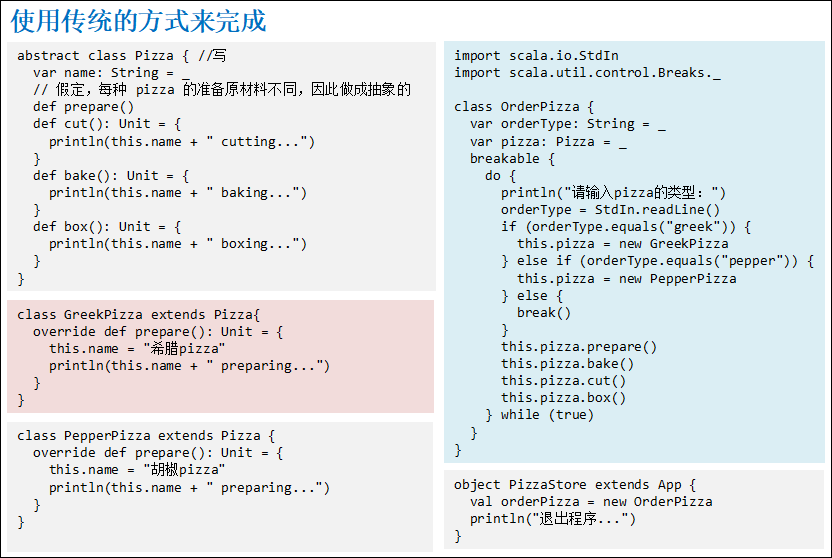 使用传统的方式来完成
abstract class Pizza { //写
  var name: String = _
  // 假定，每种 pizza 的准备原材料不同，因此做成抽象的
  def prepare()
  def cut(): Unit = {
    println(this.name + " cutting...")
  }
  def bake(): Unit = {
    println(this.name + " baking...")
  }
  def box(): Unit = {
    println(this.name + " boxing...")
  }
}
class GreekPizza extends Pizza{
  override def prepare(): Unit = {
    this.name = "希腊pizza"
    println(this.name + " preparing...")
  }
}
class PepperPizza extends Pizza {
  override def prepare(): Unit = {
    this.name = "胡椒pizza"
    println(this.name + " preparing...")
  }
}
import scala.io.StdIn
import scala.util.control.Breaks._
class OrderPizza {
  var orderType: String = _
  var pizza: Pizza = _
  breakable {
    do {
      println("请输入pizza的类型：")
      orderType = StdIn.readLine()
      if (orderType.equals("greek")) {
        this.pizza = new GreekPizza
      } else if (orderType.equals("pepper")) {
        this.pizza = new PepperPizza
      } else {
        break()
      }
      this.pizza.prepare()
      this.pizza.bake()
      this.pizza.cut()
      this.pizza.box()
    } while (true)
  }
}
object PizzaStore extends App {
  val orderPizza = new OrderPizza
  println("退出程序...")
}